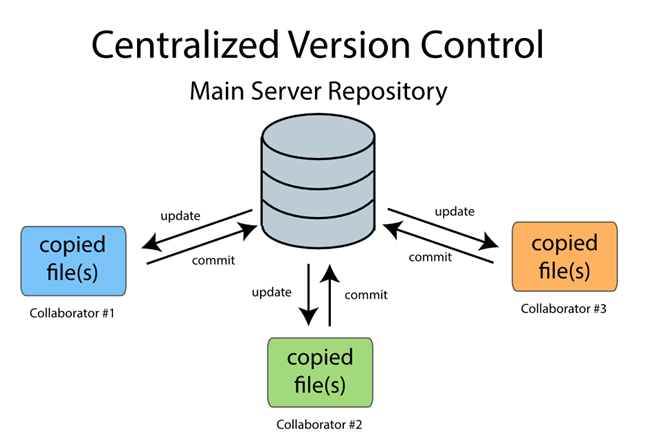 Centralized Version Control
Main Server Repository
update
commit
copied
file(s)
Collaborator #1
update
commit
copied
file(s)
Collaborator #3
update
commit
copied
file(s)
Collaborator #2